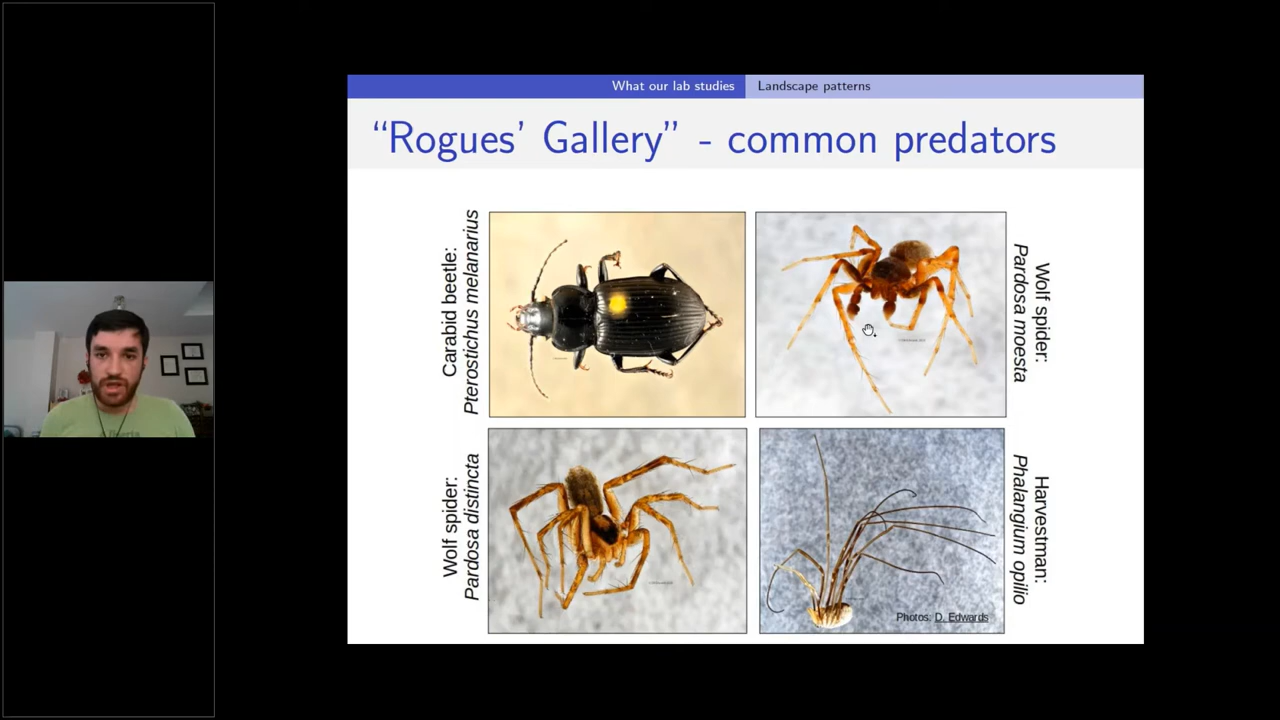 What our lab studies
Landscape patterns
“Rogues’ Gallery” - common predators
Carabid beetle:
Pterostichus melanarius
Wolf spider:
Pardosa moesta
Wolf spider:
Pardosa distincta
Harvestman:
Phalangium opilio
Photos: D. Edwards